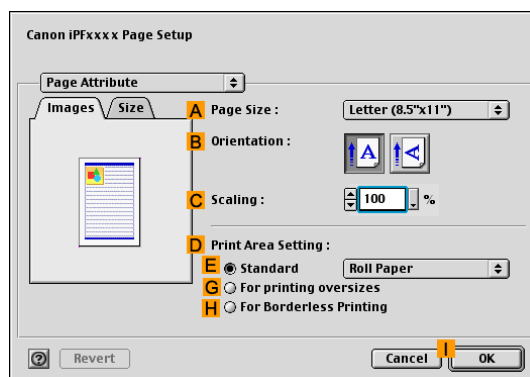 Canon iPFxxxx Page Setup
Page Attribute
Images Size
A Page Size : Letter (8.5"x11")
B Orientation : A A
C Scaling : 100 %
D Print Area Setting :
E Standard Roll Paper
G For printing oversizes
H For Borderless Printing
? Revert Cancel I OK